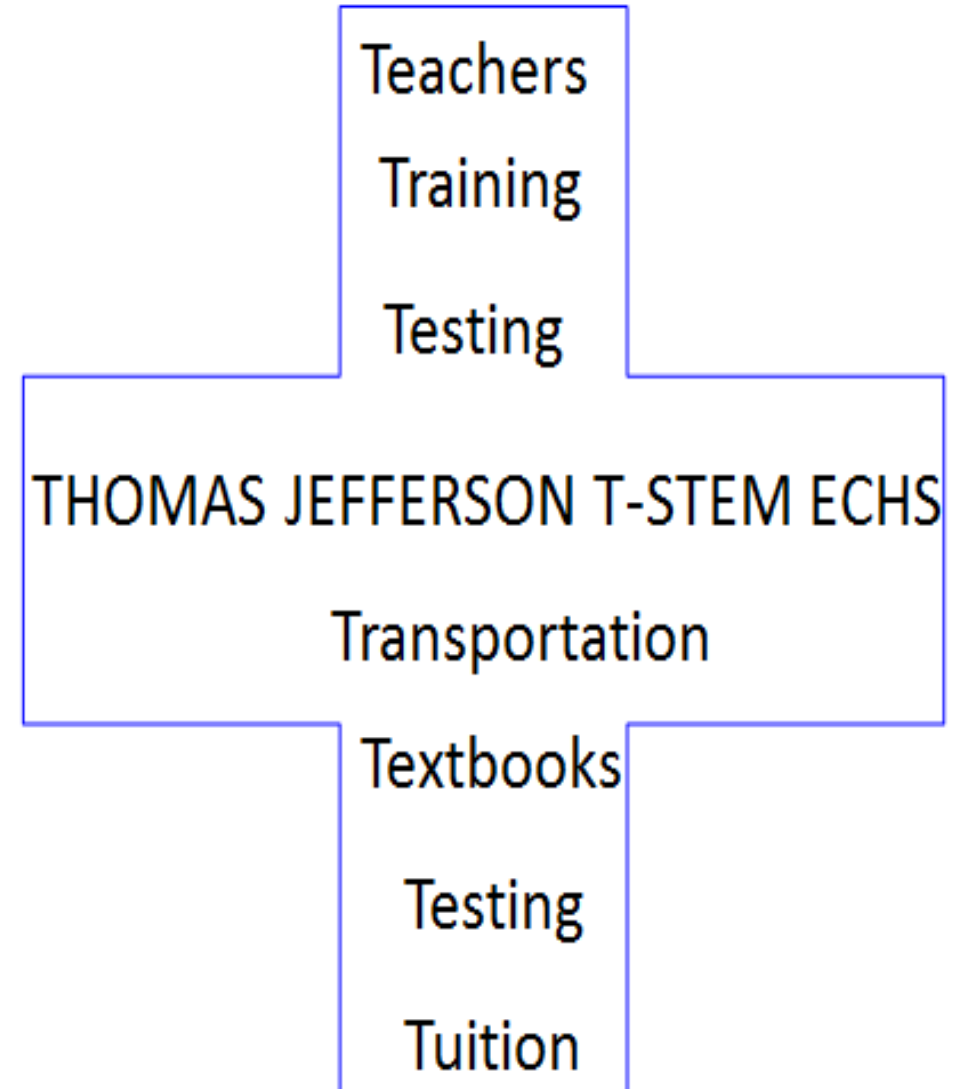 Teachers
Training
Testing
THOMAS JEFFERSON T-STEM ECHS
Transportation
Textbooks
Testing
Tuition